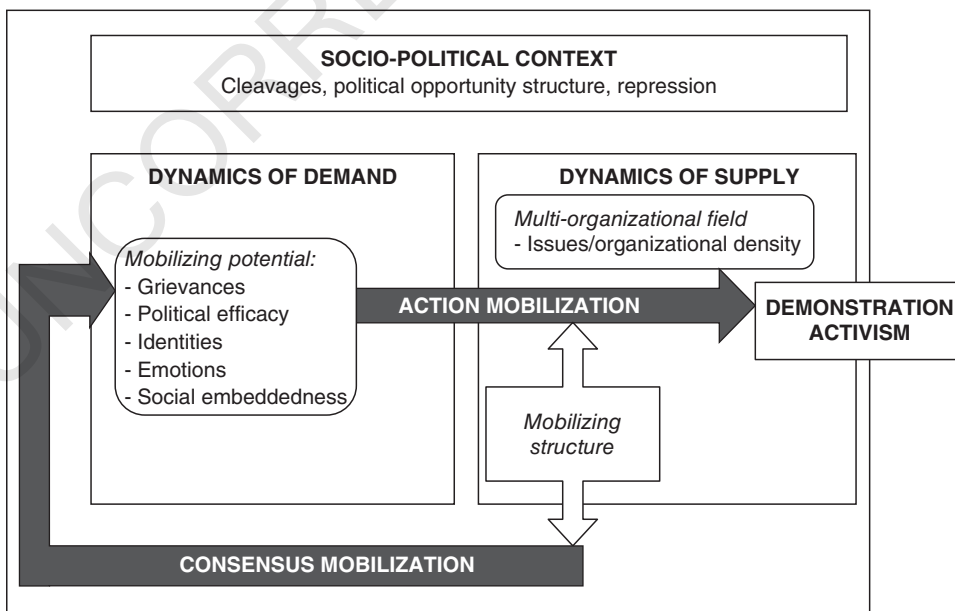 SOCIO-POLITICAL CONTEXT
Cleavages, political opportunity structure, repression
DYNAMICS OF DEMAND
Mobilizing potential:
- Grievances
- Political efficacy
- Identities
- Emotions
- Social embeddedness
DYNAMICS OF SUPPLY
Multi-organizational field
- Issues/organizational density
ACTION MOBILIZATION
DEMONSTRATION
ACTIVISM
Mobilizing
structure
CONSENSUS MOBILIZATION
UNCORRE